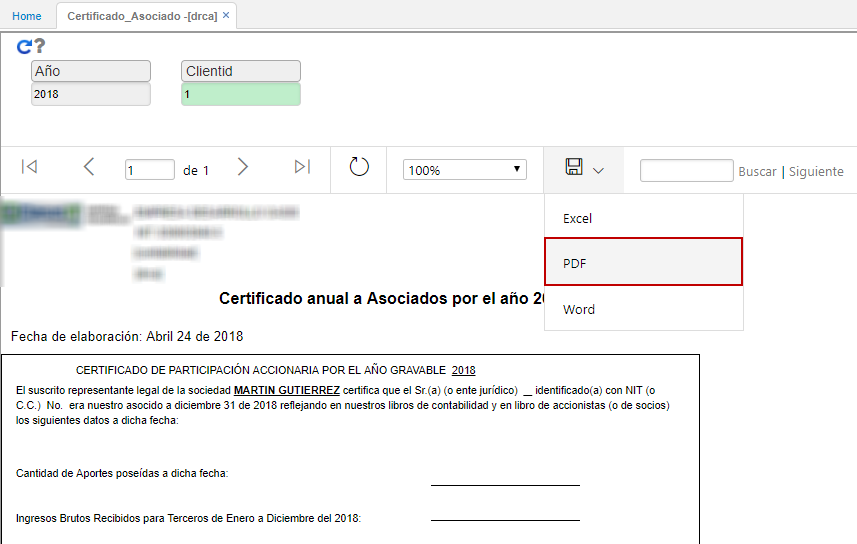 Home Certificado_Asociado -[drca] ×
?
Año Clientid
2018 1
1 de 1 100% Buscar | Siguiente
Excel
PDF
Word
Certificado anual a Asociados por el año 2
Fecha de elaboración: Abril 24 de 2018
CERTIFICADO DE PARTICIPACIÓN ACCIONARIA POR EL AÑO GRAVABLE 2018
El suscrito representante legal de la sociedad MARTIN GUTIERREZ certifica que el Sr.(a) (o ente jurídico) __ identificado(a) con NIT (o
C.C.) No. era nuestro asocido a diciembre 31 de 2018 reflejando en nuestros libros de contabilidad y en libro de accionistas (o de socios)
los siguientes datos a dicha fecha:
Cantidad de Aportes poseídas a dicha fecha:
Ingresos Brutos Recibidos para Terceros de Enero a Diciembre del 2018: